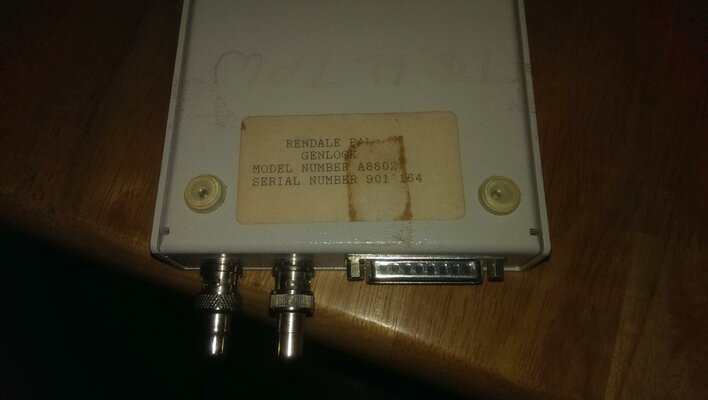 RENDALE PAL
GENLOCK
MODEL NUMBER A8802
SERIAL NUMBER 901 164